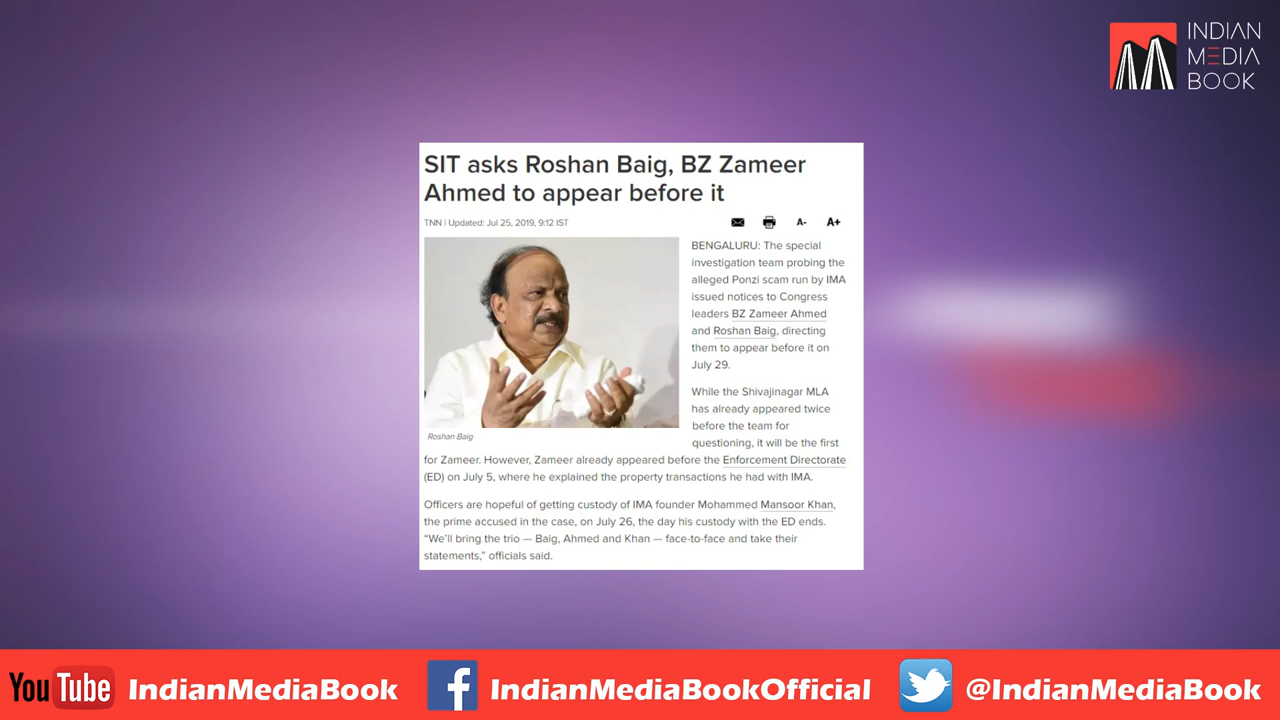 INDIAN
MEDIA
BOOK
SIT asks Roshan Baig, BZ Zameer
Ahmed to appear before it
TNN | Updated: Jul 25, 2019, 9:12 IST
A-
A+
BENGALURU: The special
investigation team probing the
alleged Ponzi scam run by IMA
issued notices to Congress
leaders BZ Zameer Ahmed
and Roshan Baig, directing
them to appear before it on
July 29.
While the Shivajinagar MLA
has already appeared twice
before the team for
questioning, it will be the first
Roshan Baig
for Zameer. However, Zameer already appeared before the Enforcement Directorate
(ED) on July 5, where he explained the property transactions he had with IMA.
Officers are hopeful of getting custody of IMA founder Mohammed Mansoor Khan,
the prime accused in the case, on July 26, the day his custody with the ED ends.
“We'll bring the trio — Baig, Ahmed and Khan — face-to-face and take their
statements,” officials said.
YouTube IndianMediaBook
f IndianMediaBookOfficial
@IndianMediaBook